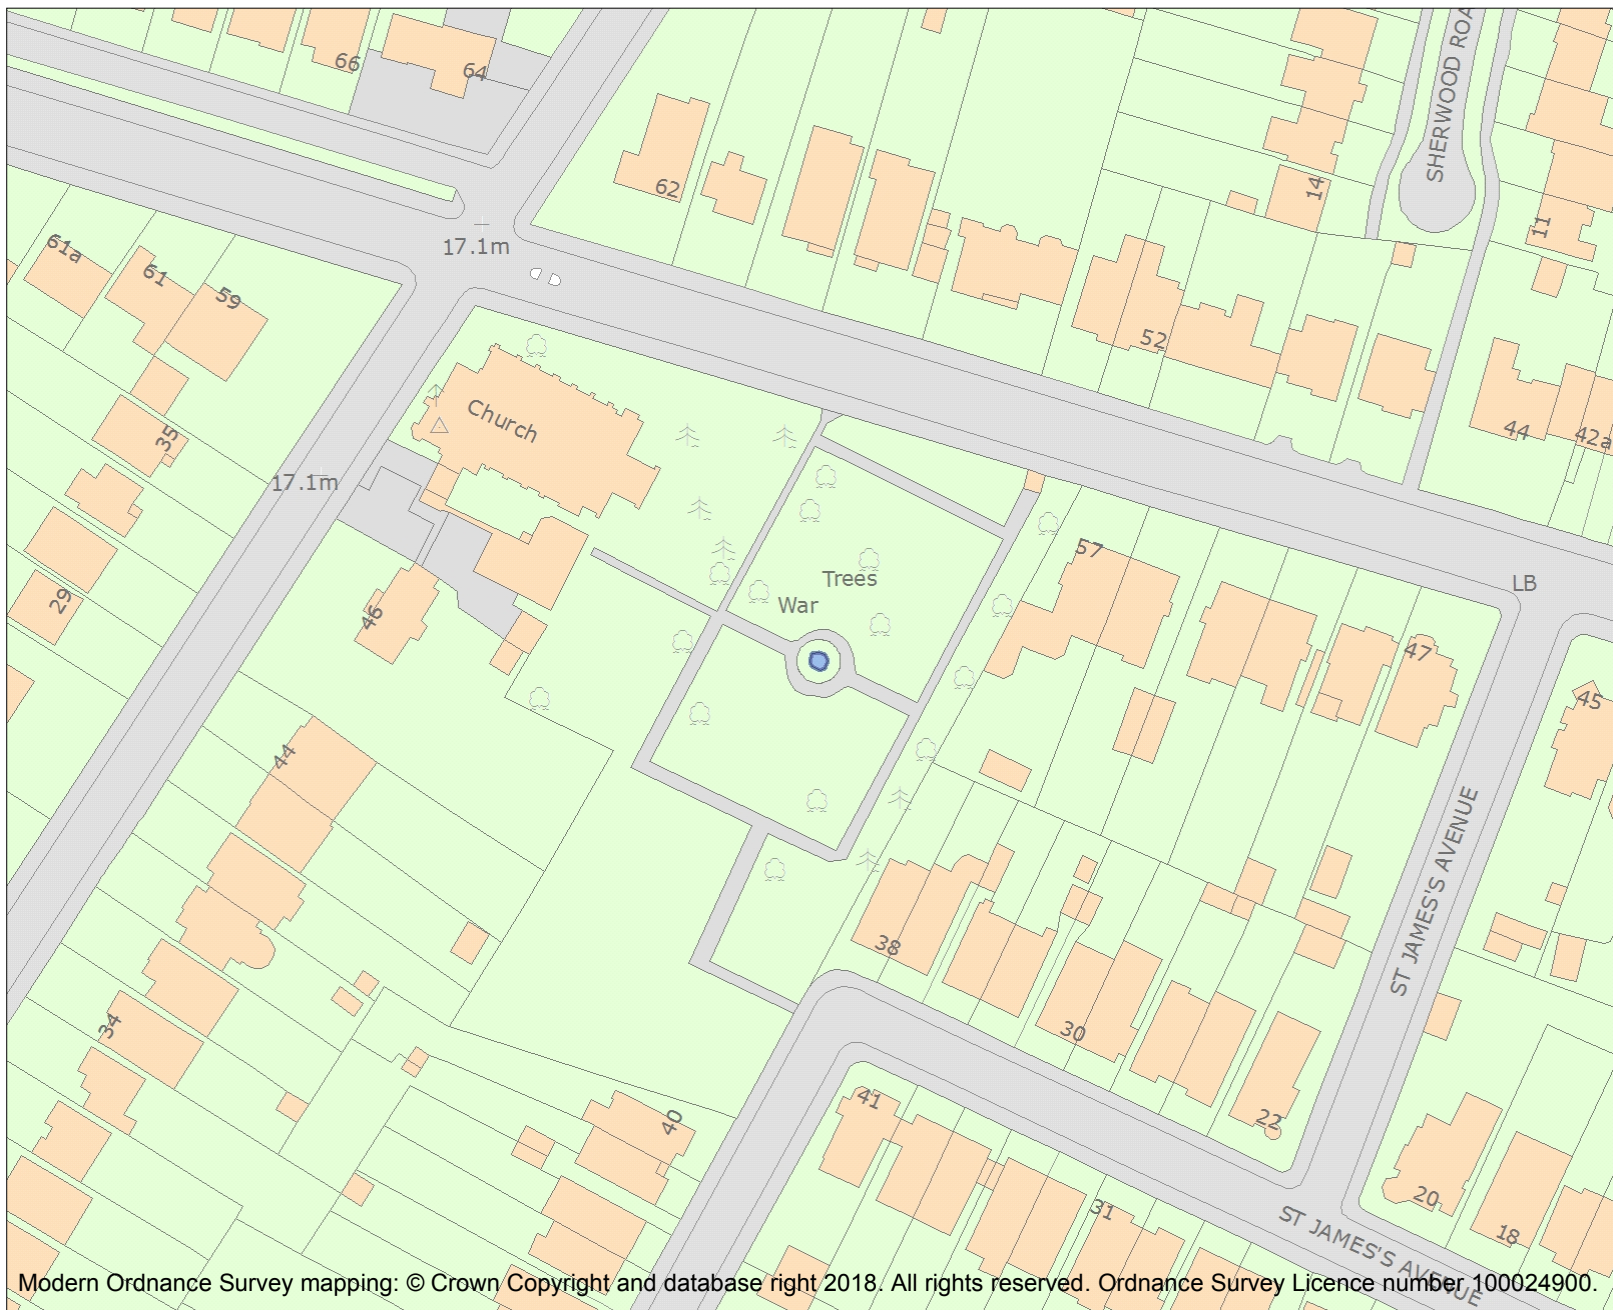 66
64
SHERWOOD ROA
62
14
11
17.1m
61a
61
59
52
Church
35
44
42a
17.1m
57
Trees
LB
War
29
46
47
45
44
ST JAMES'S AVENUE
38
34
30
41
40
22
20
31
18
ST JAMES'S AVENUE
Modern Ordnance Survey mapping: © Crown Copyright and database right 2018. All rights reserved. Ordnance Survey Licence number 100024900.